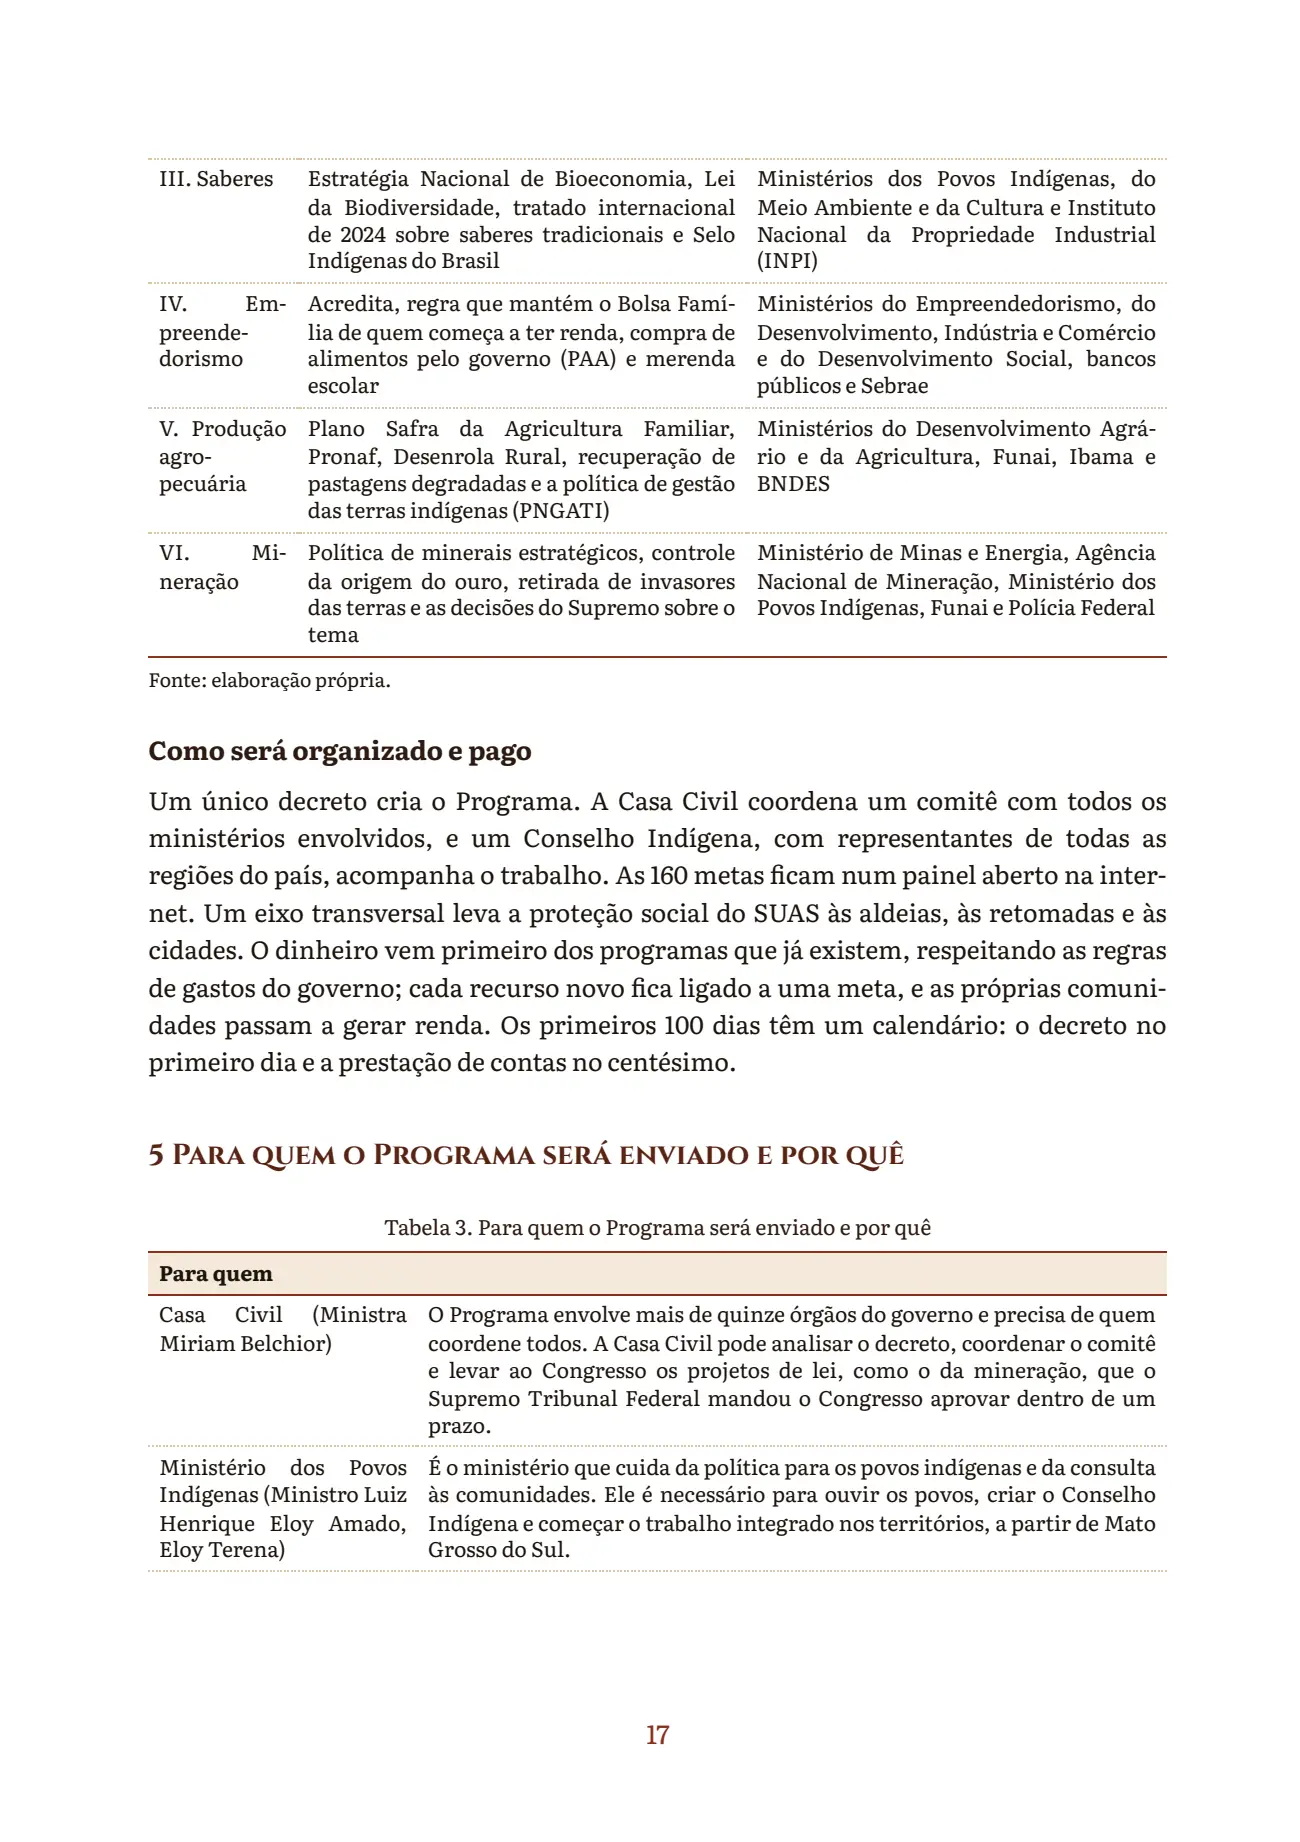 III. Saberes
Estratégia Nacional de Bioeconomia, Lei
da Biodiversidade, tratado internacional
de 2024 sobre saberes tradicionais e Selo
Indígenas do Brasil
Ministérios dos Povos Indígenas, do
Meio Ambiente e da Cultura e Instituto
Nacional da Propriedade Industrial
(INPI)
IV. Em-
preende-
dorismo
Acredita, regra que mantém o Bolsa Famí-
lia de quem começa a ter renda, compra de
alimentos pelo governo (PAA) e merenda
escolar
Ministérios do Empreendedorismo, do
Desenvolvimento, Indústria e Comércio
e do Desenvolvimento Social, bancos
públicos e Sebrae
V. Produção
agro-
pecuária
Plano Safra da Agricultura Familiar,
Pronaf, Desenrola Rural, recuperação de
pastagens degradadas e a política de gestão
das terras indígenas (PNGATI)
Ministérios do Desenvolvimento Agrá-
rio e da Agricultura, Funai, Ibama e
BNDES
VI. Mi-
neração
Política de minerais estratégicos, controle
da origem do ouro, retirada de invasores
das terras e as decisões do Supremo sobre o
tema
Ministério de Minas e Energia, Agência
Nacional de Mineração, Ministério dos
Povos Indígenas, Funai e Polícia Federal
Fonte: elaboração própria.
Como será organizado e pago
Um único decreto cria o Programa. A Casa Civil coordena um comitê com todos os
ministérios envolvidos, e um Conselho Indígena, com representantes de todas as
regiões do país, acompanha o trabalho. As 160 metas ficam num painel aberto na inter-
net. Um eixo transversal leva a proteção social do SUAS às aldeias, às retomadas e às
cidades. O dinheiro vem primeiro dos programas que já existem, respeitando as regras
de gastos do governo; cada recurso novo fica ligado a uma meta, e as próprias comuni-
dades passam a gerar renda. Os primeiros 100 dias têm um calendário: o decreto no
primeiro dia e a prestação de contas no centésimo.
5 Para quem o Programa será enviado e por quê
Tabela 3. Para quem o Programa será enviado e por quê
Para quem
Casa Civil (Ministra
Miriam Belchior)
O Programa envolve mais de quinze órgãos do governo e precisa de quem
coordene todos. A Casa Civil pode analisar o decreto, coordenar o comitê
e levar ao Congresso os projetos de lei, como o da mineração, que o
Supremo Tribunal Federal mandou o Congresso aprovar dentro de um
prazo.
Ministério dos Povos
Indígenas (Ministro Luiz
Henrique Eloy Amado,
Eloy Terena)
É o ministério que cuida da política para os povos indígenas e da consulta
às comunidades. Ele é necessário para ouvir os povos, criar o Conselho
Indígena e começar o trabalho integrado nos territórios, a partir de Mato
Grosso do Sul.
17